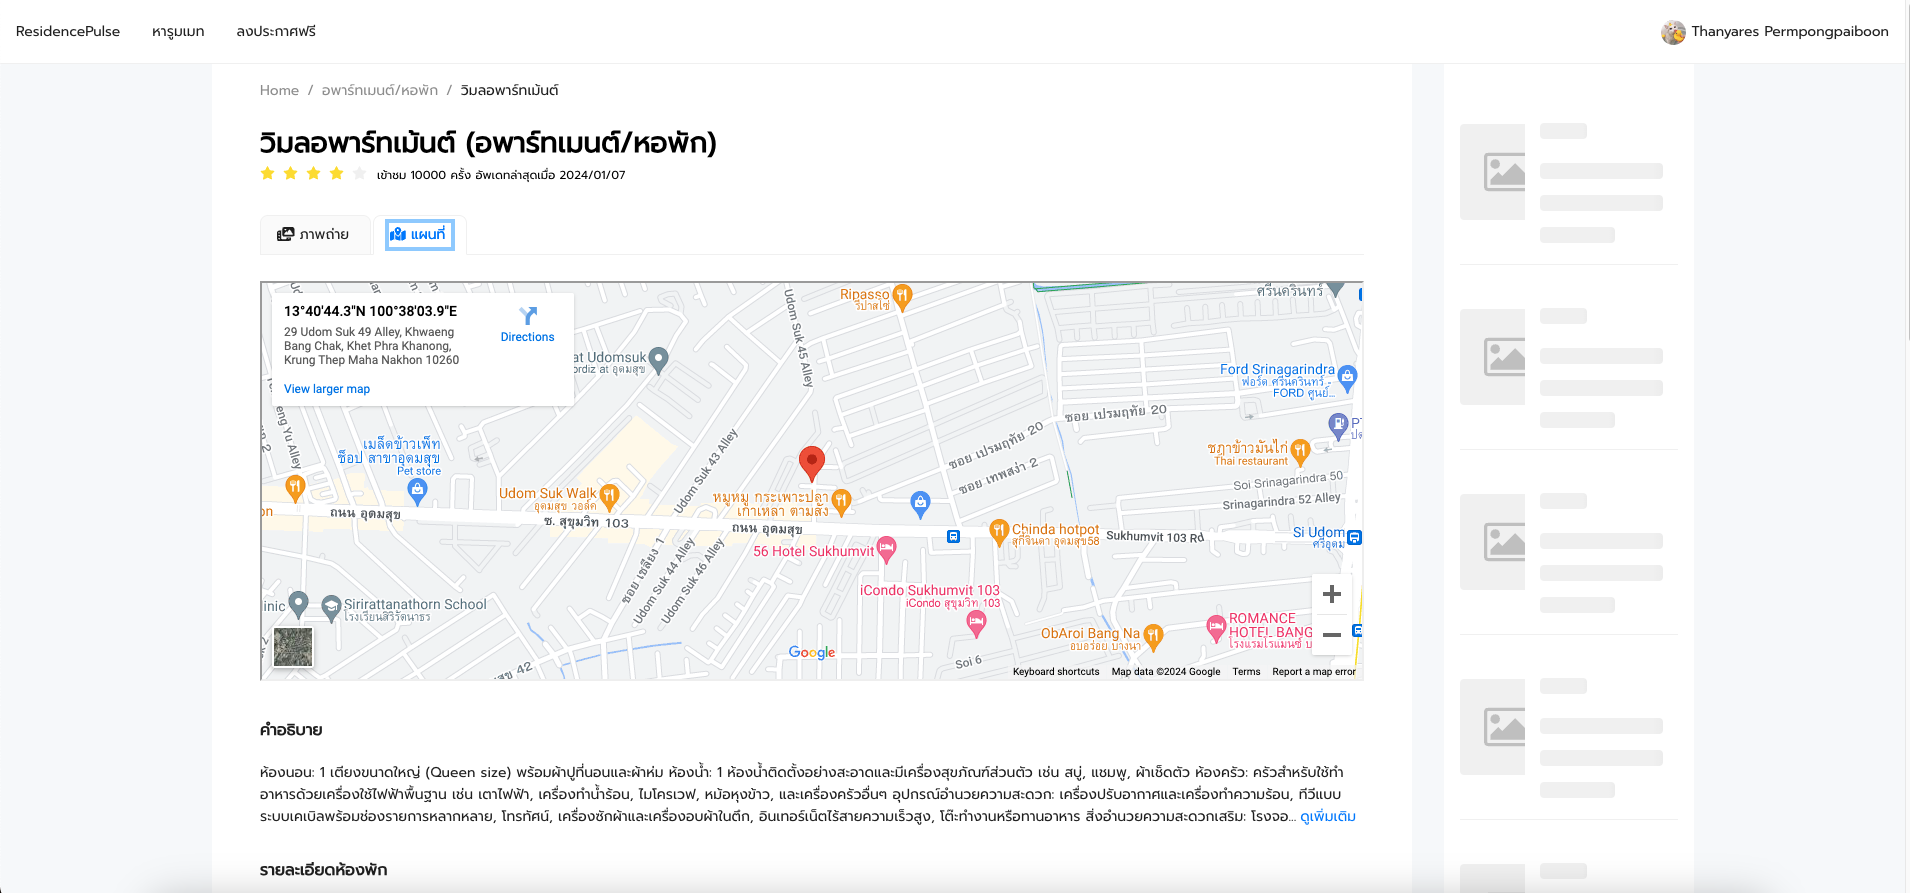 ResidencePulse หารูมเมท ลงประกาศฟรี Thanyares Permpongpaiboon
Home / อพาร์ทเมนต์/หอพัก / วิมลอพาร์ทเม้นต์
วิมลอพาร์ทเม้นต์ (อพาร์ทเมนต์/หอพัก)
เข้าชม 10000 ครั้ง อัพเดทล่าสุดเมื่อ 2024/01/07
ภาพถ่าย แผนที่
13°40'44.3"N 100°38'03.9"E
29 Udom Suk 49 Alley, Khwaeng
Bang Chak, Khet Phra Khanong,
Krung Thep Maha Nakhon 10260
View larger map
Directions
Ripasso
ริปาสโซ่
Udom Suk 45 Alley
ศรีนครินทร์
at Udomsuk
ordiz at อุดมสุข
Ford Srinagarindra
ฟอร์ด ศรีนครินทร์ -
FORD ศูนย์...
ซอย เปรมฤทัย 20
ซอย เปรมฤทัย 20
ซอย เทพสง่า 2
เมล็ดข้าวเพ็ท
ช็อป สาขาอุดมสุข
Pet store
eng Yu Alley
Udom Suk 43 Alley
ชฎาข้าวมันไก่
Thai restaurant
Soi Srinagarindra 50
Srinagarindra 52 Alley
Udom Suk Walk
อุดมสุข วอล์ค
หมูหมู กระเพาะปลา
เกาเหลา ตามสั่ง
ถนน อุดมสุข
ซ. สุขุมวิท 103
ถนน อุดมสุข
Chinda hotpot
สุกี้จินดา อุดมสุข58
Sukhumvit 103 Rd
Si Udom
ศรีอุดม
56 Hotel Sukhumvit
ซอย เชลียง 1
Udom Suk 44 Alley
Udom Suk 46 Alley
iCondo Sukhumvit 103
iCondo สุขุมวิท 103
inic
Sirirattanathorn School
โรงเรียนสิริรัตนาธร
ObAroi Bang Na
อบอร่อย บางนา
ROMANCE
HOTEL BANG
โรงแรมโรแมนซ์ บ
Soi 6
สุข 42
Google
Keyboard shortcuts Map data ©2024 Google Terms Report a map error
คำอธิบาย
ห้องนอน: 1 เตียงขนาดใหญ่ (Queen size) พร้อมผ้าปูที่นอนและผ้าห่ม ห้องน้ำ: 1 ห้องน้ำติดตั้งอย่างสะอาดและมีเครื่องสุขภัณฑ์ส่วนตัว เช่น สบู่, แชมพู, ผ้าเช็ดตัว ห้องครัว: ครัวสำหรับใช้ทำ
อาหารด้วยเครื่องใช้ไฟฟ้าพื้นฐาน เช่น เตาไฟฟ้า, เครื่องทำน้ำร้อน, ไมโครเวฟ, หม้อหุงข้าว, และเครื่องครัวอื่นๆ อุปกรณ์อำนวยความสะดวก: เครื่องปรับอากาศและเครื่องทำความร้อน, ทีวีแบบ
ระบบเคเบิลพร้อมช่องรายการหลากหลาย, โทรทัศน์, เครื่องซักผ้าและเครื่องอบผ้าในตึก, อินเทอร์เน็ตไร้สายความเร็วสูง, โต๊ะทำงานหรือทานอาหาร สิ่งอำนวยความสะดวกเสริม: โรงจอ... ดูเพิ่มเติม
รายละเอียดห้องพัก